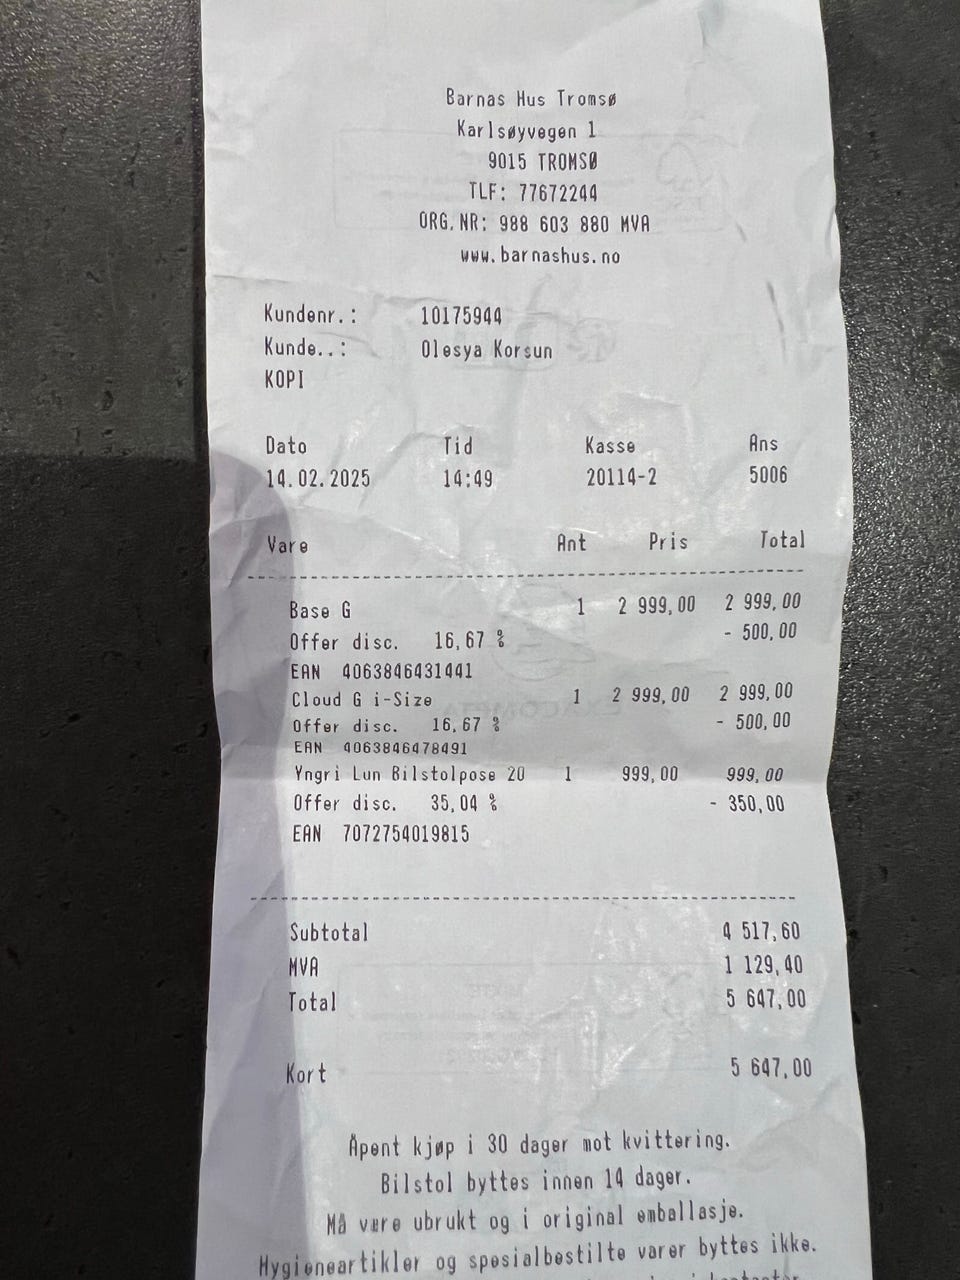 Barnas Hus Tromsø
Karlsøyvegen 1
9015 TROMSØ
TLF: 77672244
ORG.NR: 988 603 880 MVA
www.barnashus.no
Kundenr.: 10175944
Kunde..: Olesya Korsun
KOPI
Dato Tid Kasse Ans
14.02.2025 14:49 20114-2 5006
Vare Ant Pris Total
Base G 1 2 999,00 2 999,00
Offer disc. 16,67 % - 500,00
EAN 4063846431441
Cloud G i-Size 1 2 999,00 2 999,00
Offer disc. 16,67 % - 500,00
EAN 4063846478491
Yngri Lun Bilstolpose 20 1 999,00 999,00
Offer disc. 35,04 % - 350,00
EAN 7072754019815
Subtotal 4 517,60
MVA 1 129,40
Total 5 647,00
Kort 5 647,00
Åpent kjøp i 30 dager mot kvittering.
Bilstol byttes innen 14 dager.
Må være ubrukt og i original emballasje.
Hygieneartikler og spesialbestilte varer byttes ikke.